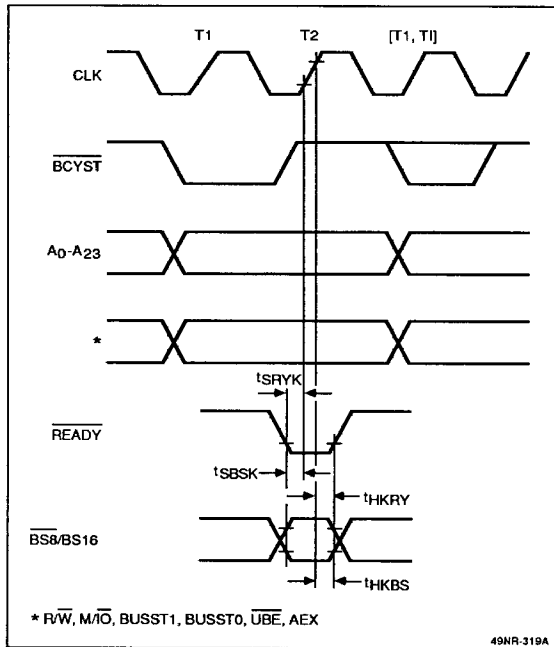 T1 T2 [T1, TI]
CLK
BCYST
A0-A23
*
tSRYK
READY
tSBSK
tHKRY
BS8/BS16
tHKBS
* R/W, M/IO, BUSST1, BUSST0, UBE, AEX
49NR-319A